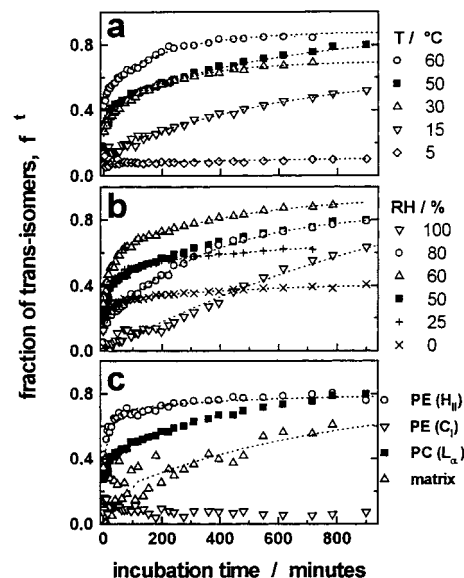 fraction of trans-isomers, f t
a
0.8
0.4
0.0
T / °C
60
50
30
15
5
b
0.8
0.4
0.0
RH / %
100
80
60
50
25
0
c
0.8
0.4
0.0
PE (HII)
PE (CI)
PC (Lα)
matrix
0 200 400 600 800
incubation time / minutes